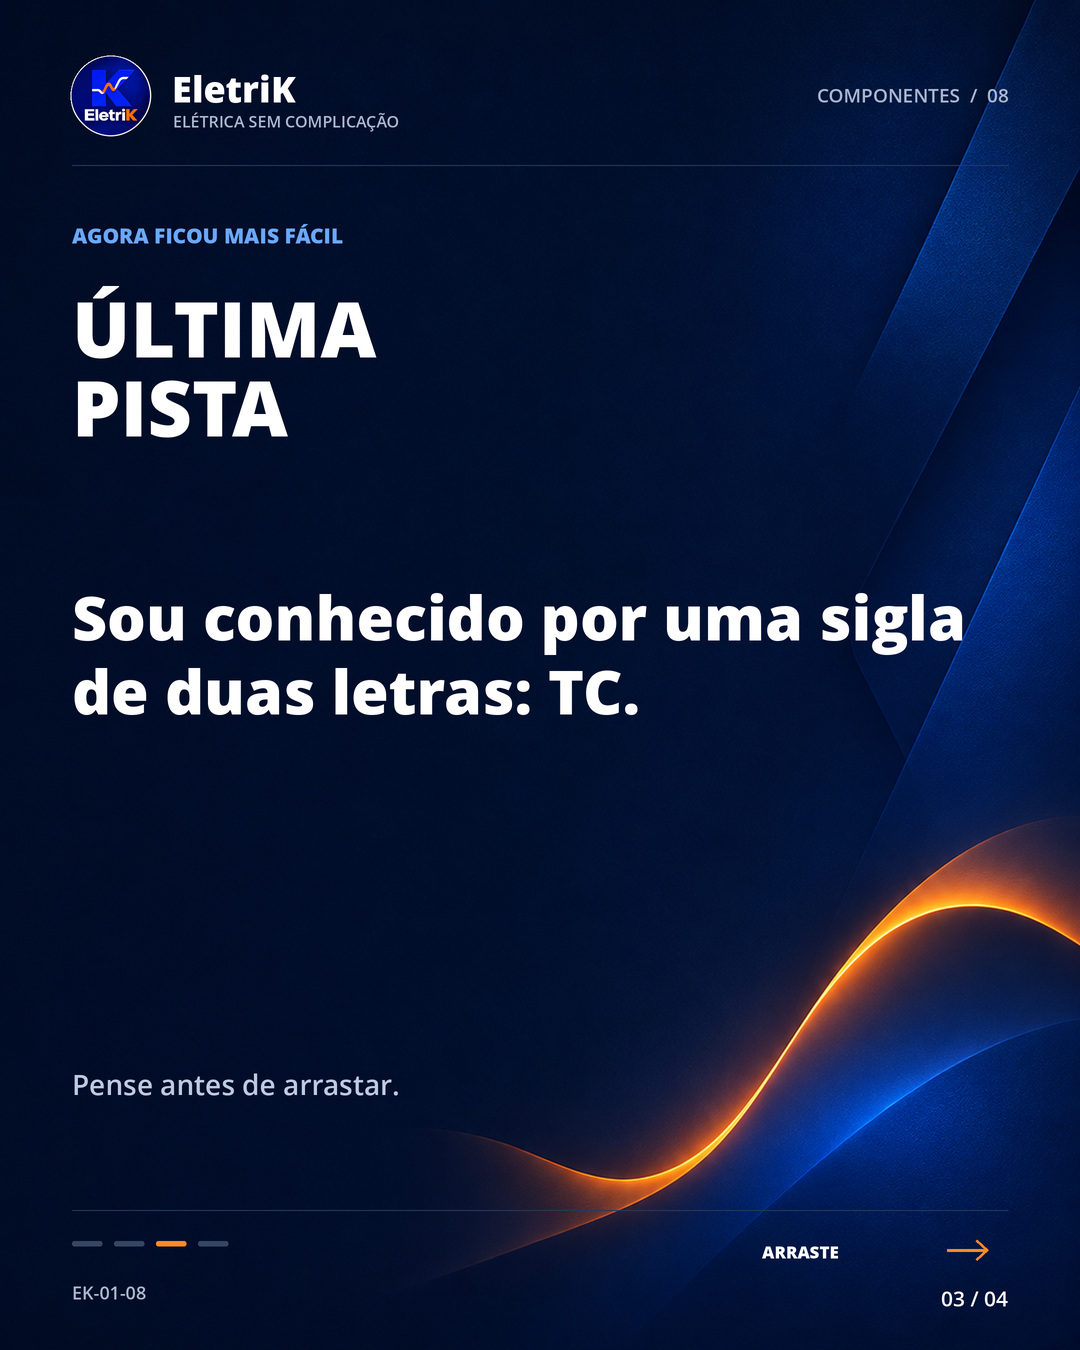 EletriK
EletriK
ELÉTRICA SEM COMPLICAÇÃO
COMPONENTES / 08
AGORA FICOU MAIS FÁCIL
ÚLTIMA
PISTA
Sou conhecido por uma sigla
de duas letras: TC.
Pense antes de arrastar.
ARRASTE
EK-01-08
03 / 04